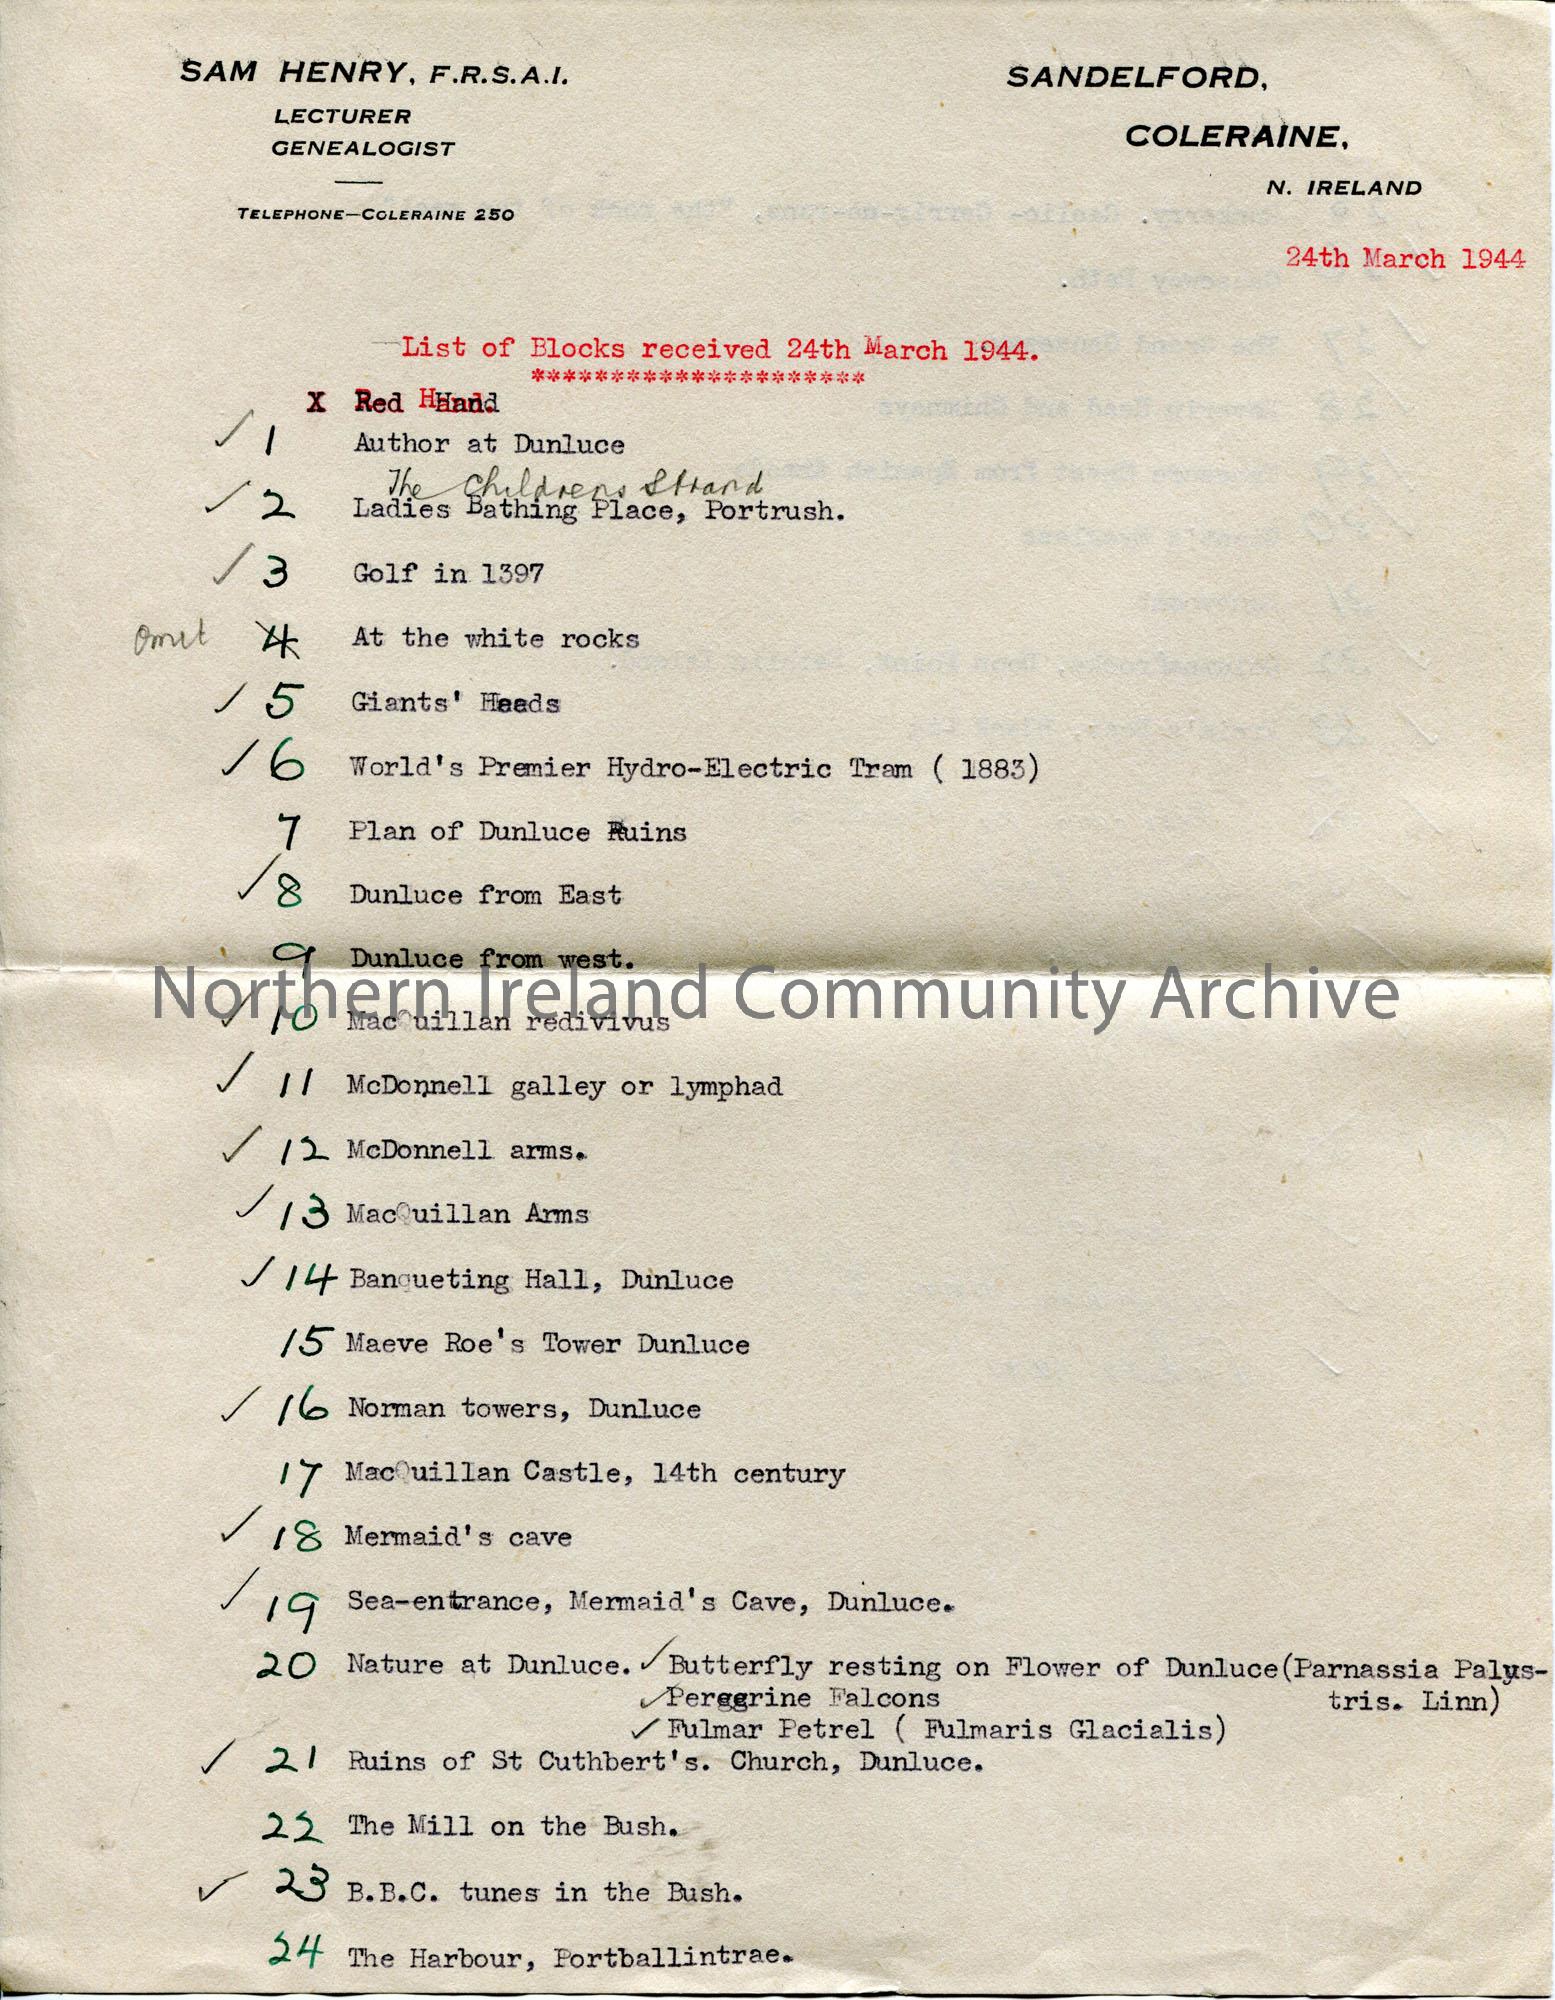 SAM HENRY, F.R.S.A.I.
LECTURER
GENEALOGIST
TELEPHONE—COLERAINE 250
SANDELFORD,
COLERAINE,
N. IRELAND
24th March 1944
List of Blocks received 24th March 1944.
*********************
X Red Hand
✓ 1 Author at Dunluce
The Childrens Strand
✓ 2 Ladies Bathing Place, Portrush.
✓ 3 Golf in 1397
Omit 4 At the white rocks
✓ 5 Giants' Heads
✓ 6 World's Premier Hydro-Electric Tram ( 1883)
7 Plan of Dunluce Ruins
✓ 8 Dunluce from East
9 Dunluce from west.
Northern Ireland Community Archive
✓ 10 MacQuillan redivivus
✓ 11 McDonnell galley or lymphad
✓ 12 McDonnell arms.
✓ 13 MacQuillan Arms
✓ 14 Banqueting Hall, Dunluce
15 Maeve Roe's Tower Dunluce
✓ 16 Norman towers, Dunluce
17 MacQuillan Castle, 14th century
✓ 18 Mermaid's cave
✓ 19 Sea-entrance, Mermaid's Cave, Dunluce.
20 Nature at Dunluce. ✓ Butterfly resting on Flower of Dunluce(Parnassia Palus-
✓ Peregrine Falcons tris. Linn)
✓ Fulmar Petrel ( Fulmaris Glacialis)
✓ 21 Ruins of St Cuthbert's. Church, Dunluce.
22 The Mill on the Bush.
✓ 23 B.B.C. tunes in the Bush.
24 The Harbour, Portballintrae.